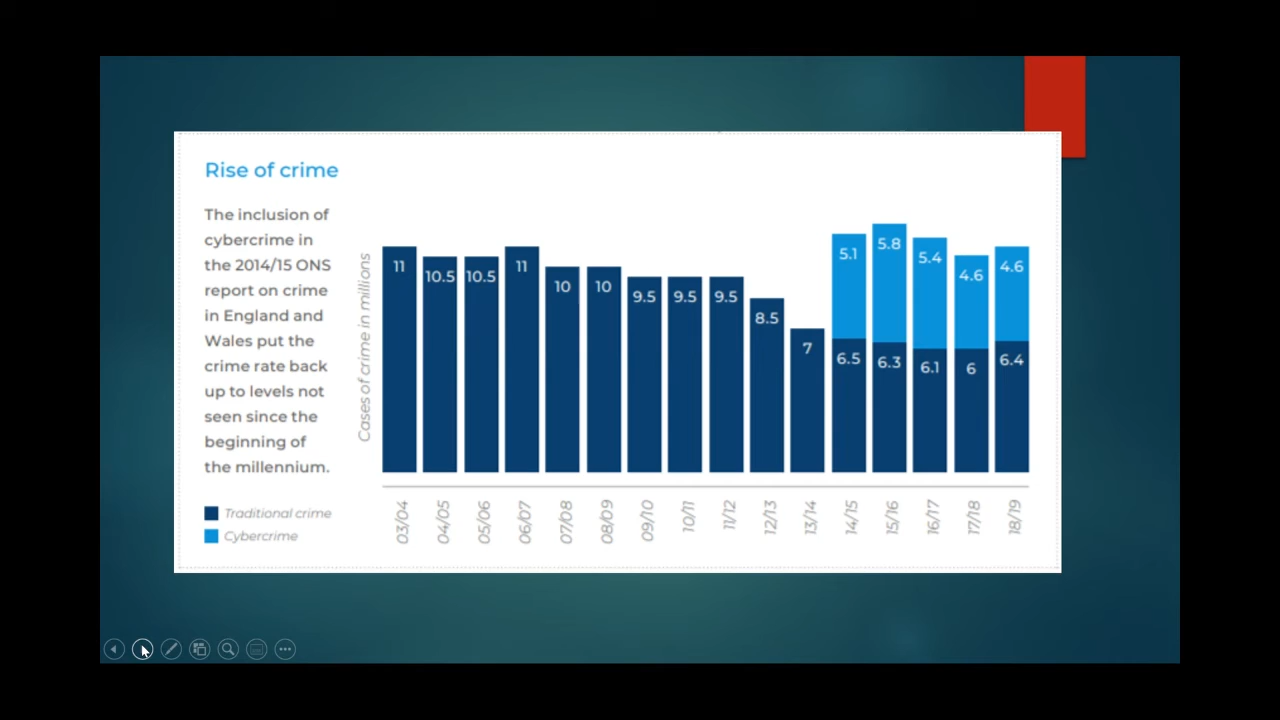 Rise of crime
The inclusion of
cybercrime in
the 2014/15 ONS
report on crime
in England and
Wales put the
crime rate back
up to levels not
seen since the
beginning of
the millennium.
Traditional crime
Cybercrime
Cases of crime in millions
11 10.5 10.5 11 10 10 9.5 9.5 9.5 8.5 7
5.1 5.8 5.4 4.6 4.6
6.5 6.3 6.1 6 6.4
03/04 04/05 05/06 06/07 07/08 08/09 09/10 10/11 11/12 12/13 13/14 14/15 15/16 16/17 17/18 18/19